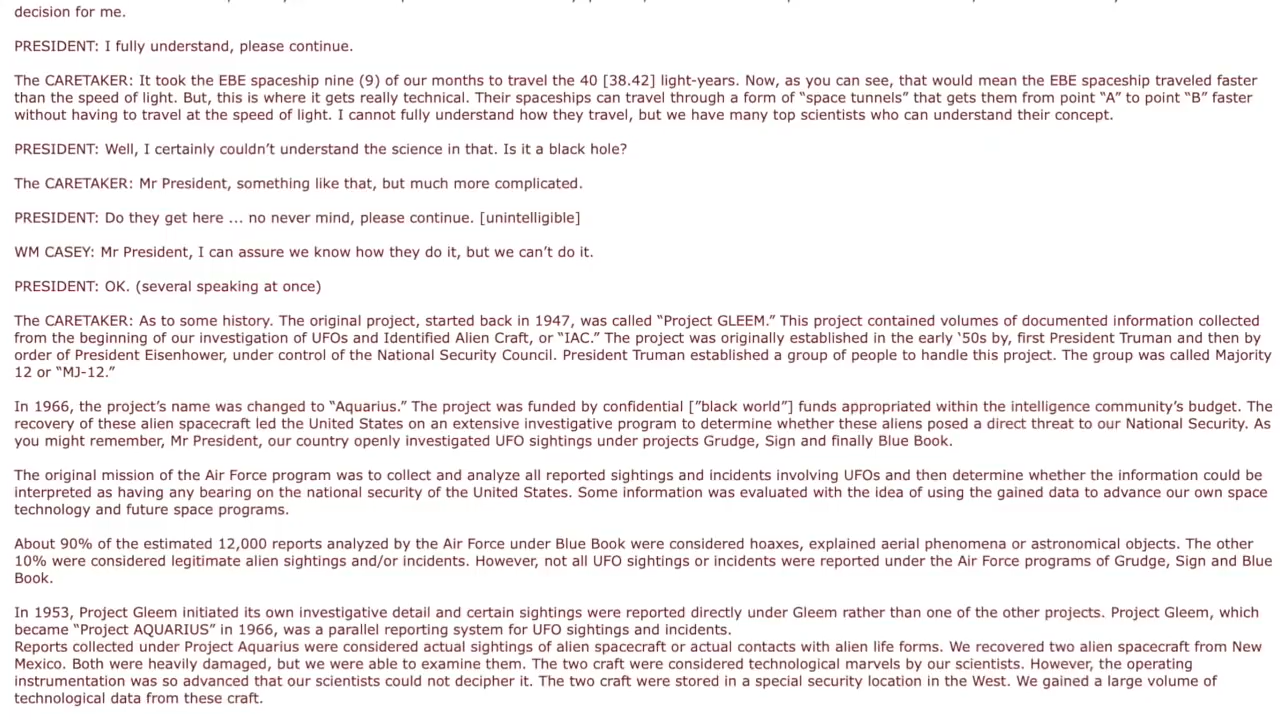 decision for me.
PRESIDENT: I fully understand, please continue.
The CARETAKER: It took the EBE spaceship nine (9) of our months to travel the 40 [38.42] light-years. Now, as you can see, that would mean the EBE spaceship traveled faster
than the speed of light. But, this is where it gets really technical. Their spaceships can travel through a form of “space tunnels” that gets them from point “A” to point “B” faster
without having to travel at the speed of light. I cannot fully understand how they travel, but we have many top scientists who can understand their concept.
PRESIDENT: Well, I certainly couldn’t understand the science in that. Is it a black hole?
The CARETAKER: Mr President, something like that, but much more complicated.
PRESIDENT: Do they get here ... no never mind, please continue. [unintelligible]
WM CASEY: Mr President, I can assure we know how they do it, but we can’t do it.
PRESIDENT: OK. (several speaking at once)
The CARETAKER: As to some history. The original project, started back in 1947, was called “Project GLEEM.” This project contained volumes of documented information collected
from the beginning of our investigation of UFOs and Identified Alien Craft, or “IAC.” The project was originally established in the early ‘50s by, first President Truman and then by
order of President Eisenhower, under control of the National Security Council. President Truman established a group of people to handle this project. The group was called Majority
12 or “MJ-12.”
In 1966, the project’s name was changed to “Aquarius.” The project was funded by confidential [”black world”] funds appropriated within the intelligence community’s budget. The
recovery of these alien spacecraft led the United States on an extensive investigative program to determine whether these aliens posed a direct threat to our National Security. As
you might remember, Mr President, our country openly investigated UFO sightings under projects Grudge, Sign and finally Blue Book.
The original mission of the Air Force program was to collect and analyze all reported sightings and incidents involving UFOs and then determine whether the information could be
interpreted as having any bearing on the national security of the United States. Some information was evaluated with the idea of using the gained data to advance our own space
technology and future space programs.
About 90% of the estimated 12,000 reports analyzed by the Air Force under Blue Book were considered hoaxes, explained aerial phenomena or astronomical objects. The other
10% were considered legitimate alien sightings and/or incidents. However, not all UFO sightings or incidents were reported under the Air Force programs of Grudge, Sign and Blue
Book.
In 1953, Project Gleem initiated its own investigative detail and certain sightings were reported directly under Gleem rather than one of the other projects. Project Gleem, which
became “Project AQUARIUS” in 1966, was a parallel reporting system for UFO sightings and incidents.
Reports collected under Project Aquarius were considered actual sightings of alien spacecraft or actual contacts with alien life forms. We recovered two alien spacecraft from New
Mexico. Both were heavily damaged, but we were able to examine them. The two craft were considered technological marvels by our scientists. However, the operating
instrumentation was so advanced that our scientists could not decipher it. The two craft were stored in a special security location in the West. We gained a large volume of
technological data from these craft.